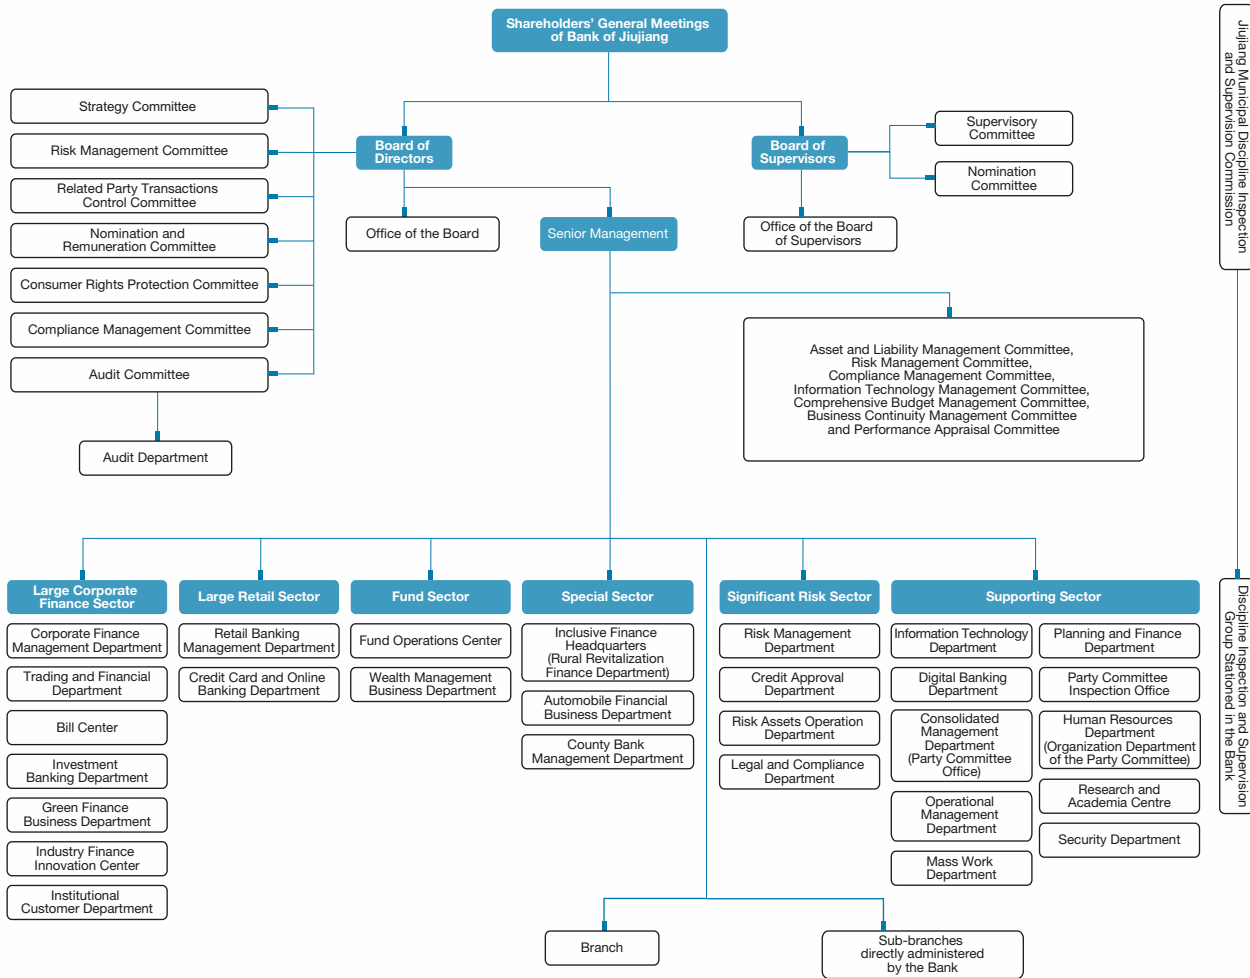 Shareholders' General Meetings
of Bank of Jiujiang
Jiujiang Municipal Discipline Inspection
and Supervision Commission
Strategy Committee
Risk Management Committee
Related Party Transactions
Control Committee
Nomination and
Remuneration Committee
Consumer Rights Protection Committee
Compliance Management Committee
Audit Committee
Audit Department
Board of
Directors
Board of
Supervisors
Supervisory
Committee
Nomination
Committee
Office of the Board
Senior Management
Office of the Board
of Supervisors
Asset and Liability Management Committee,
Risk Management Committee,
Compliance Management Committee,
Information Technology Management Committee,
Comprehensive Budget Management Committee,
Business Continuity Management Committee
and Performance Appraisal Committee
Large Corporate
Finance Sector
Corporate Finance
Management Department
Trading and Financial
Department
Bill Center
Investment
Banking Department
Green Finance
Business Department
Industry Finance
Innovation Center
Institutional
Customer Department
Large Retail Sector
Retail Banking
Management Department
Credit Card and Online
Banking Department
Fund Sector
Fund Operations Center
Wealth Management
Business Department
Special Sector
Inclusive Finance
Headquarters
(Rural Revitalization
Finance Department)
Automobile Financial
Business Department
County Bank
Management Department
Significant Risk Sector
Risk Management
Department
Credit Approval
Department
Risk Assets Operation
Department
Legal and Compliance
Department
Supporting Sector
Information Technology
Department
Digital Banking
Department
Consolidated
Management
Department
(Party Committee
Office)
Operational
Management
Department
Mass Work
Department
Planning and Finance
Department
Party Committee
Inspection Office
Human Resources
Department
(Organization Department
of the Party Committee)
Research and
Academia Centre
Security Department
Discipline Inspection and Supervision
Group Stationed in the Bank
Branch
Sub-branches
directly administered
by the Bank